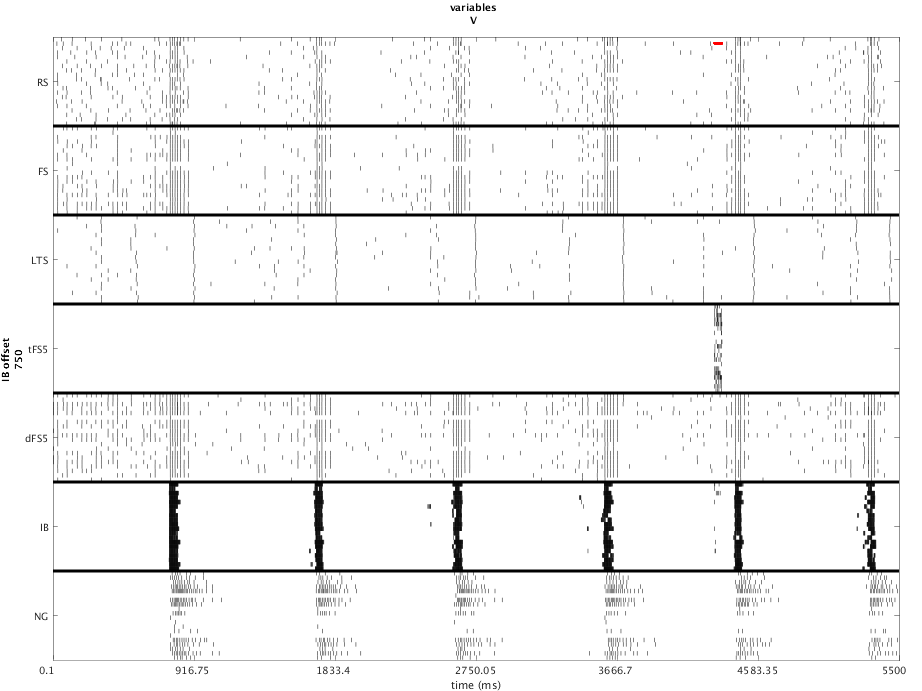 variables
V
RS
FS
LTS
IB offset
750
tFS5
dFS5
IB
NG
0.1 916.75 1833.4 2750.05 3666.7 4583.35 5500
time (ms)